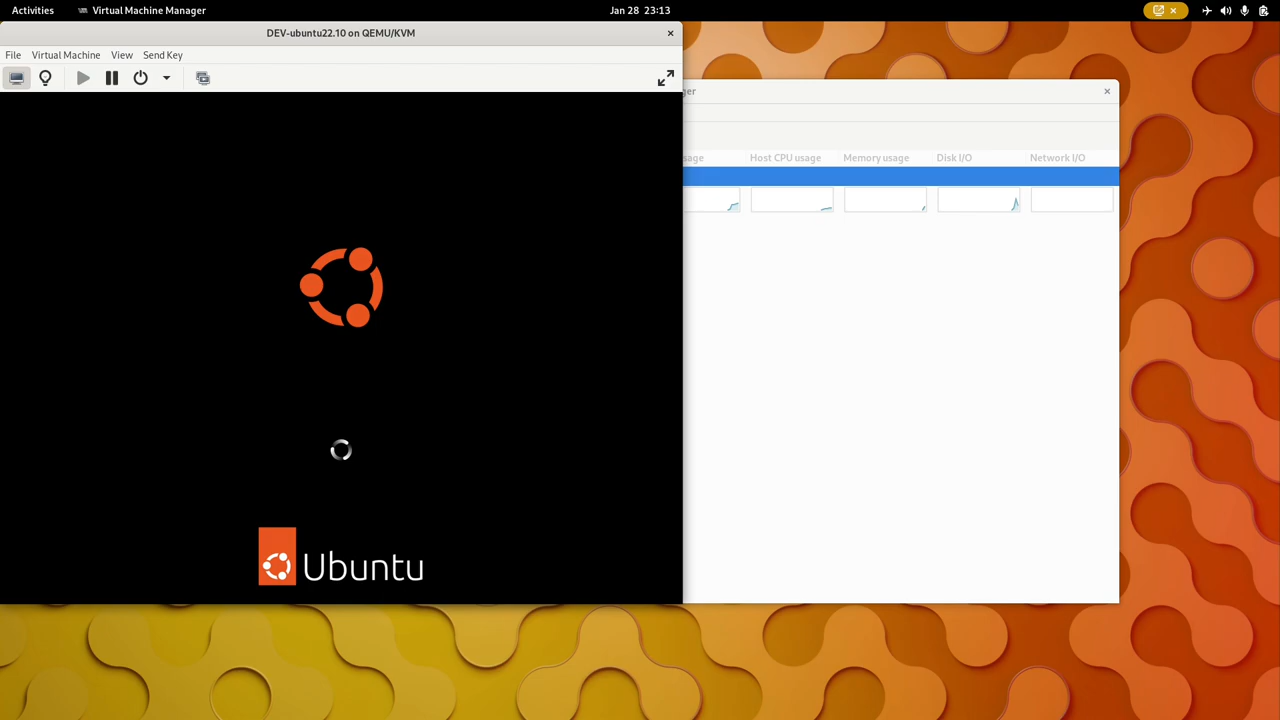 Activities Virtual Machine Manager Jan 28 23:13
DEV-ubuntu22.10 on QEMU/KVM
File Virtual Machine View Send Key
Host CPU usage Memory usage Disk I/O Network I/O
Ubuntu